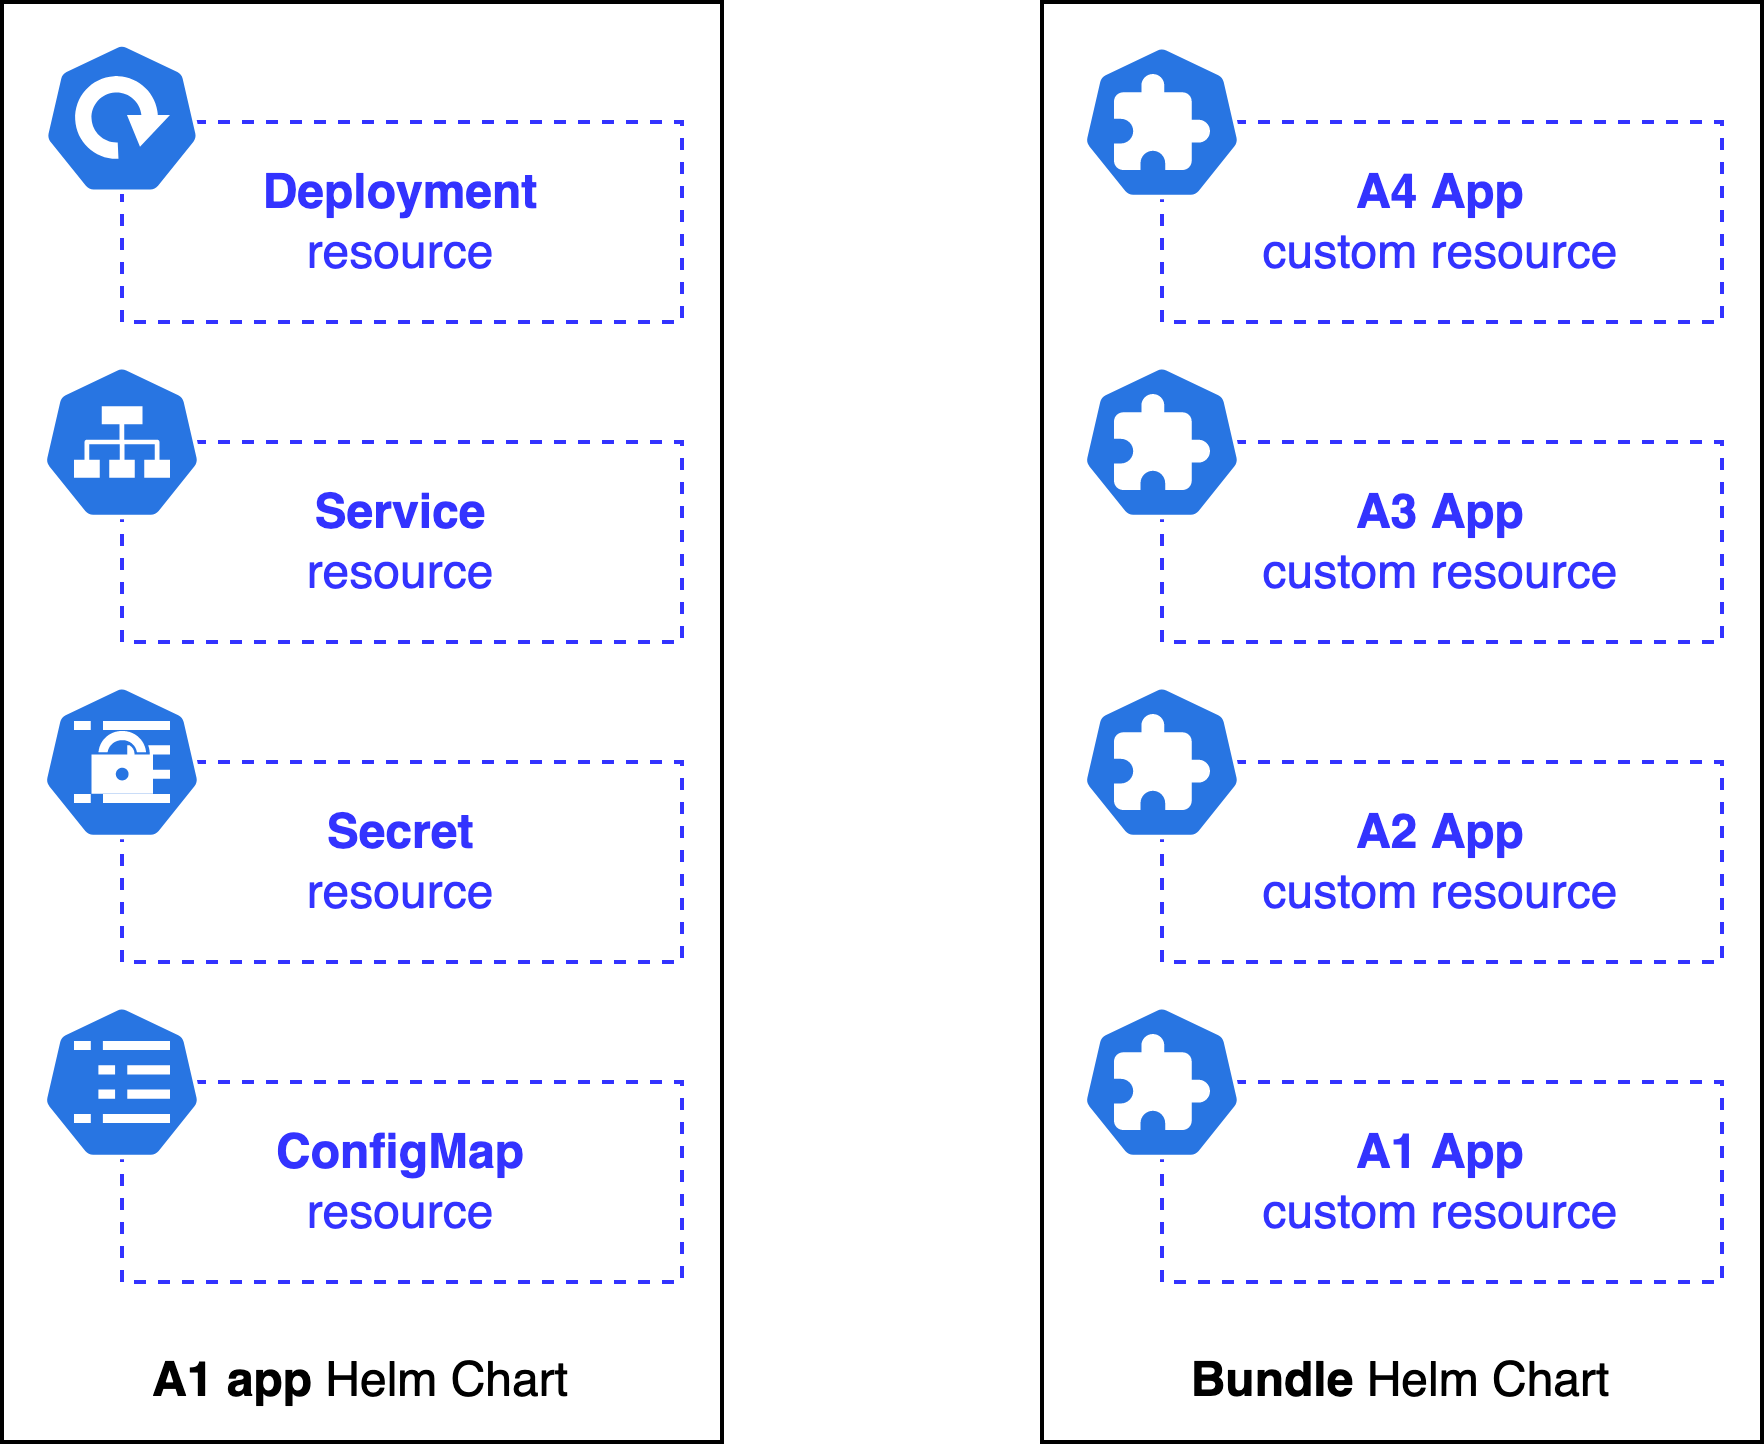 Deployment
resource
Service
resource
Secret
resource
ConfigMap
resource
A1 app Helm Chart
A4 App
custom resource
A3 App
custom resource
A2 App
custom resource
A1 App
custom resource
Bundle Helm Chart